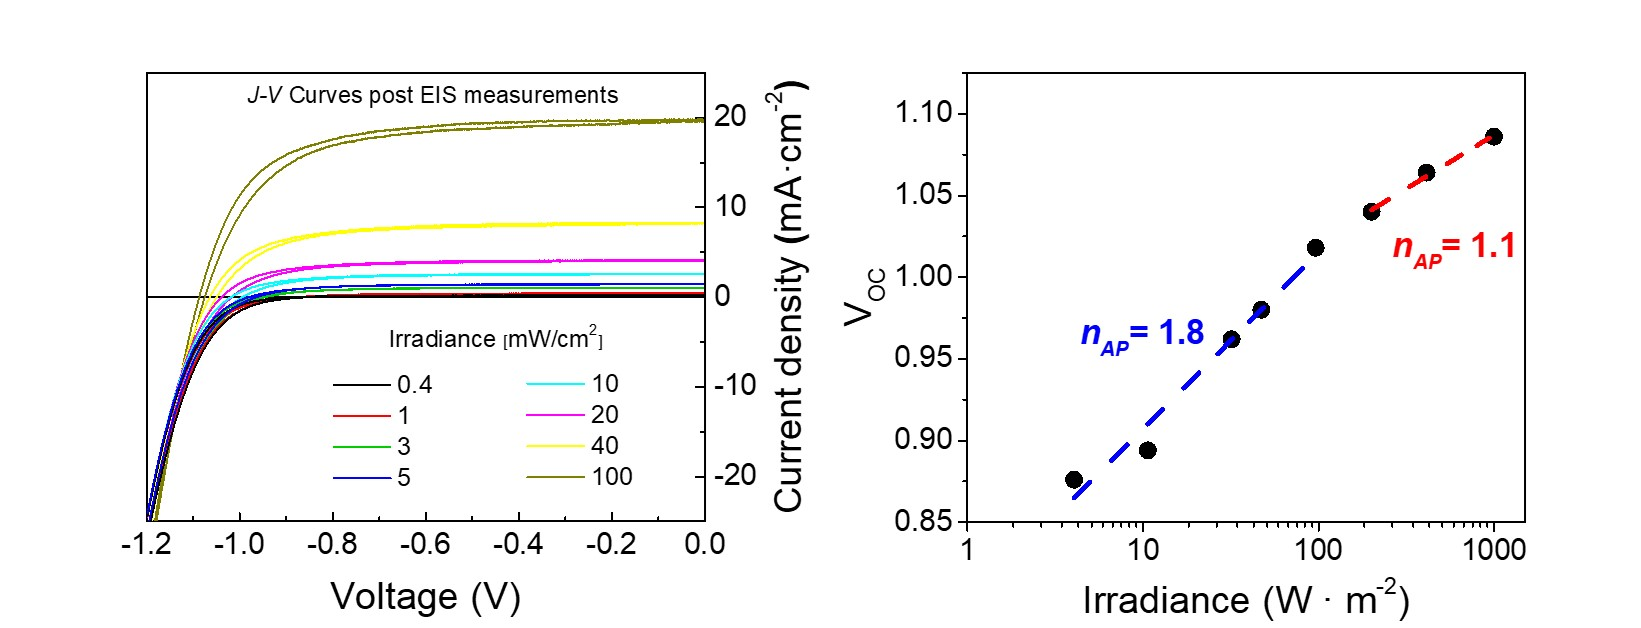 J-V Curves post EIS measurements
20
10
0
-10
-20
Current density (mA·cm-2)
Irradiance [mW/cm2]
0.4
1
3
5
10
20
40
100
-1.2 -1.0 -0.8 -0.6 -0.4 -0.2 0.0
Voltage (V)
1.10
1.05
1.00
0.95
0.90
0.85
VOC
nAP= 1.8
nAP= 1.1
1 10 100 1000
Irradiance (W · m-2)